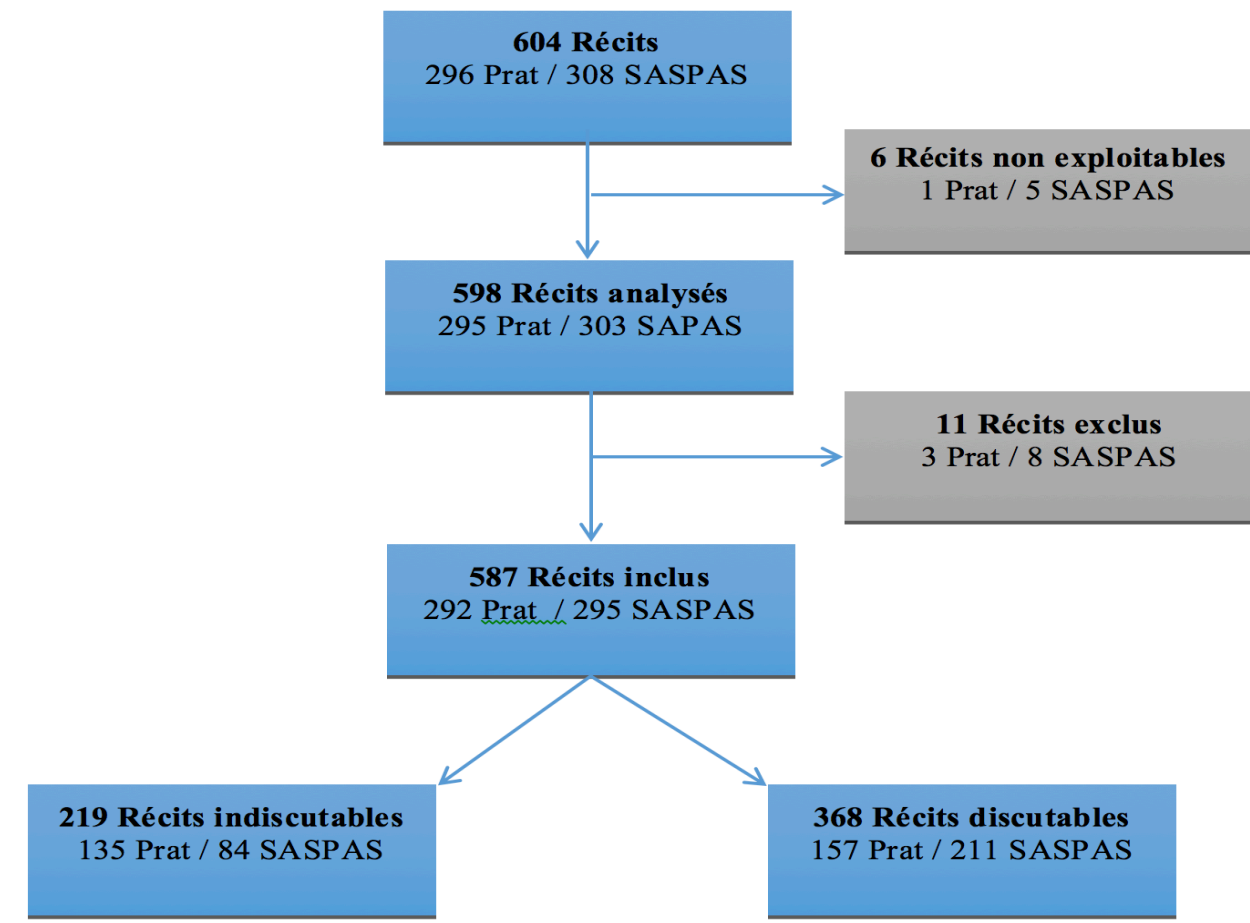 604 Récits
296 Prat / 308 SASPAS
6 Récits non exploitables
1 Prat / 5 SASPAS
598 Récits analysés
295 Prat / 303 SAPAS
11 Récits exclus
3 Prat / 8 SASPAS
587 Récits inclus
292 Prat / 295 SASPAS
219 Récits indiscutables
135 Prat / 84 SASPAS
368 Récits discutables
157 Prat / 211 SASPAS